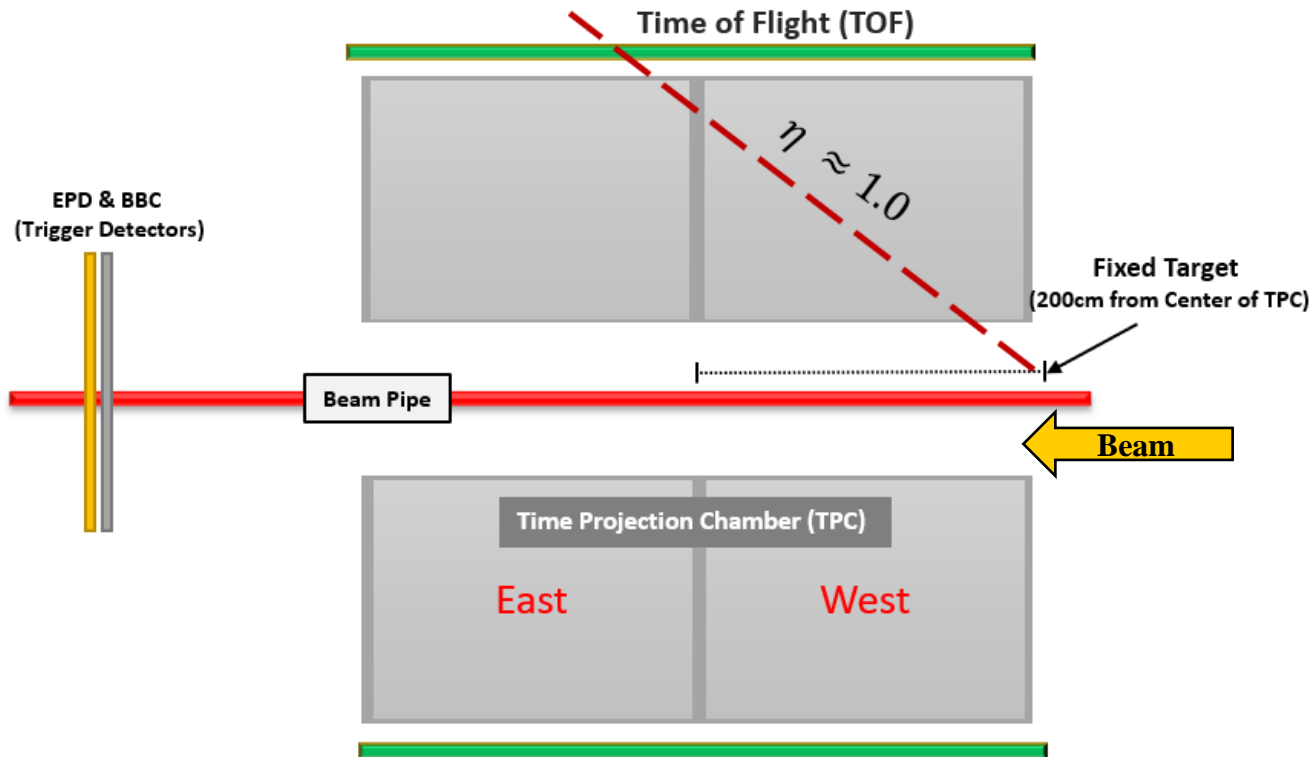 Time of Flight (TOF)
η ≈ 1.0
EPD & BBC
(Trigger Detectors)
Fixed Target
(200cm from Center of TPC)
Beam Pipe
Beam
Time Projection Chamber (TPC)
East
West